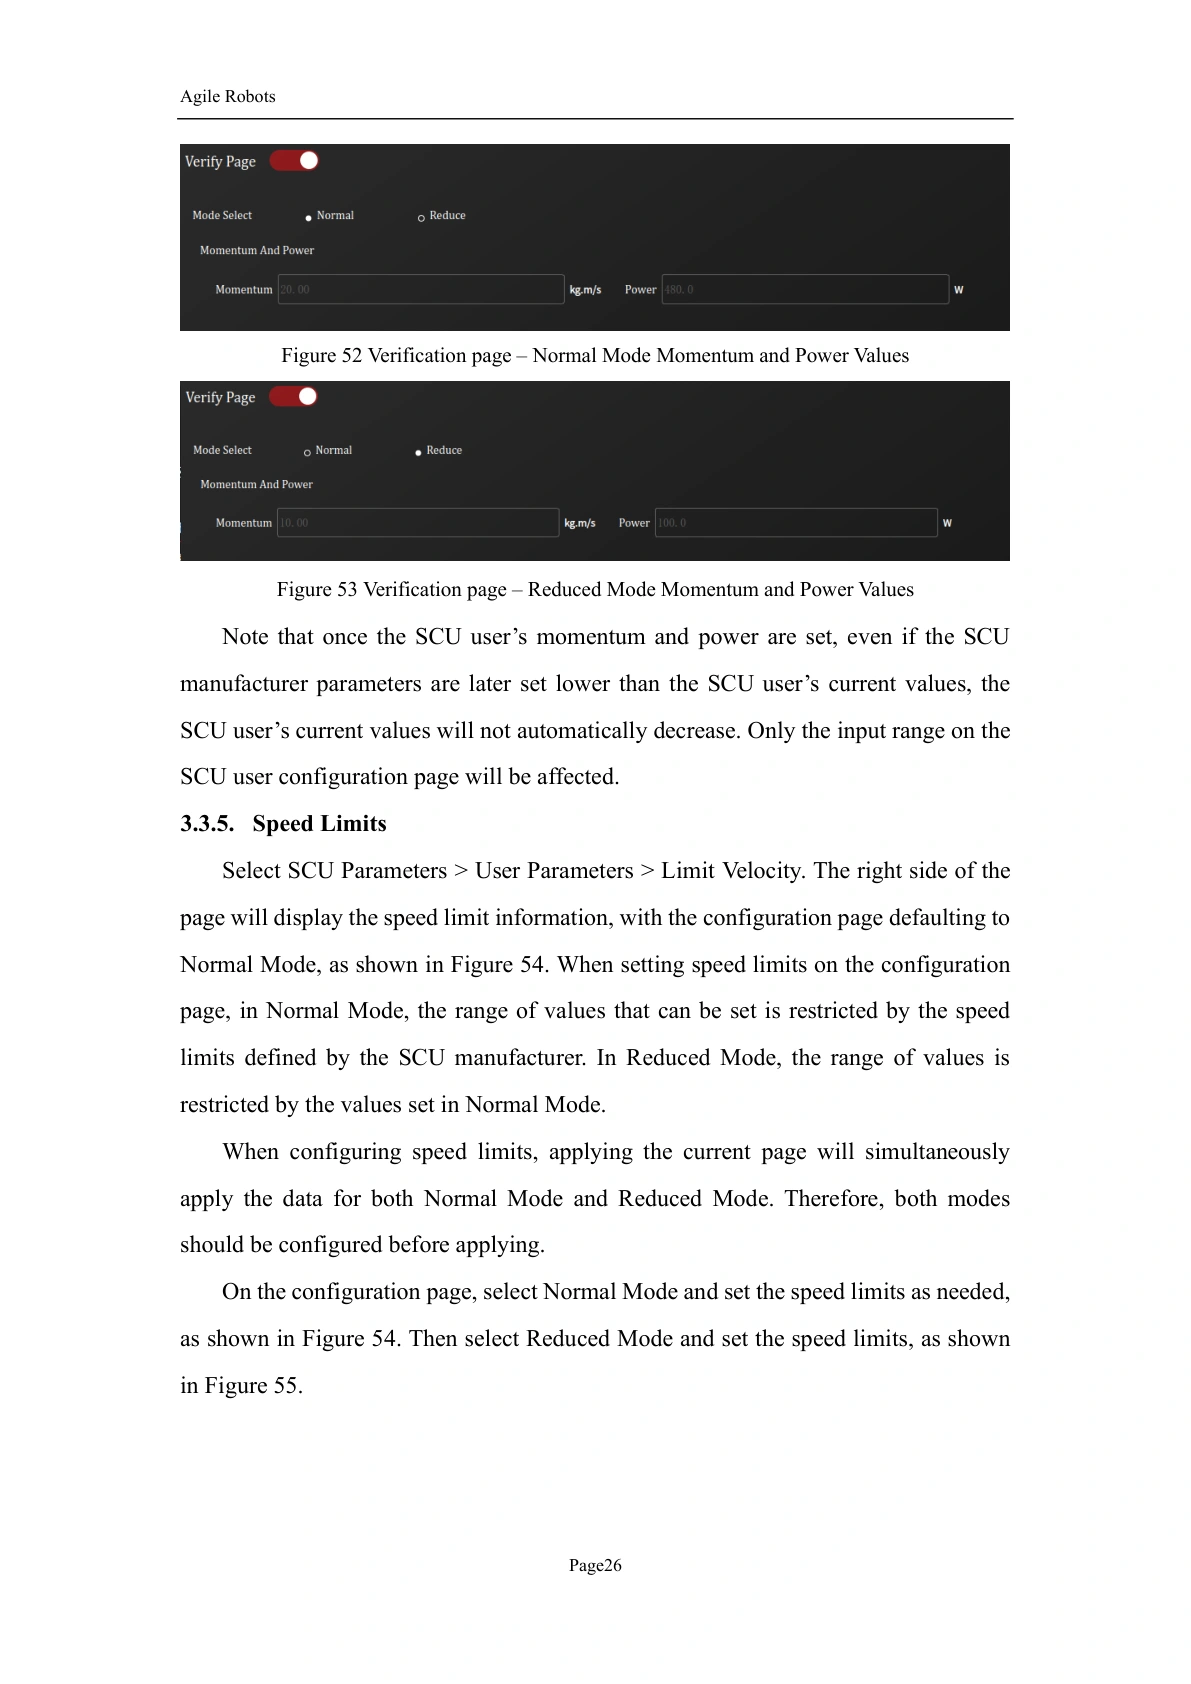 Agile Robots
Verify Page
Mode Select Normal Reduce
Momentum And Power
Momentum 20.00 kg.m/s Power 480.0 W
Figure 52 Verification page – Normal Mode Momentum and Power Values
Verify Page
Mode Select Normal Reduce
Momentum And Power
Momentum 10.00 kg.m/s Power 100.0 W
Figure 53 Verification page – Reduced Mode Momentum and Power Values
Note that once the SCU user’s momentum and power are set, even if the SCU
manufacturer parameters are later set lower than the SCU user’s current values, the
SCU user’s current values will not automatically decrease. Only the input range on the
SCU user configuration page will be affected.
3.3.5. Speed Limits
Select SCU Parameters > User Parameters > Limit Velocity. The right side of the
page will display the speed limit information, with the configuration page defaulting to
Normal Mode, as shown in Figure 54. When setting speed limits on the configuration
page, in Normal Mode, the range of values that can be set is restricted by the speed
limits defined by the SCU manufacturer. In Reduced Mode, the range of values is
restricted by the values set in Normal Mode.
When configuring speed limits, applying the current page will simultaneously
apply the data for both Normal Mode and Reduced Mode. Therefore, both modes
should be configured before applying.
On the configuration page, select Normal Mode and set the speed limits as needed,
as shown in Figure 54. Then select Reduced Mode and set the speed limits, as shown
in Figure 55.
Page26